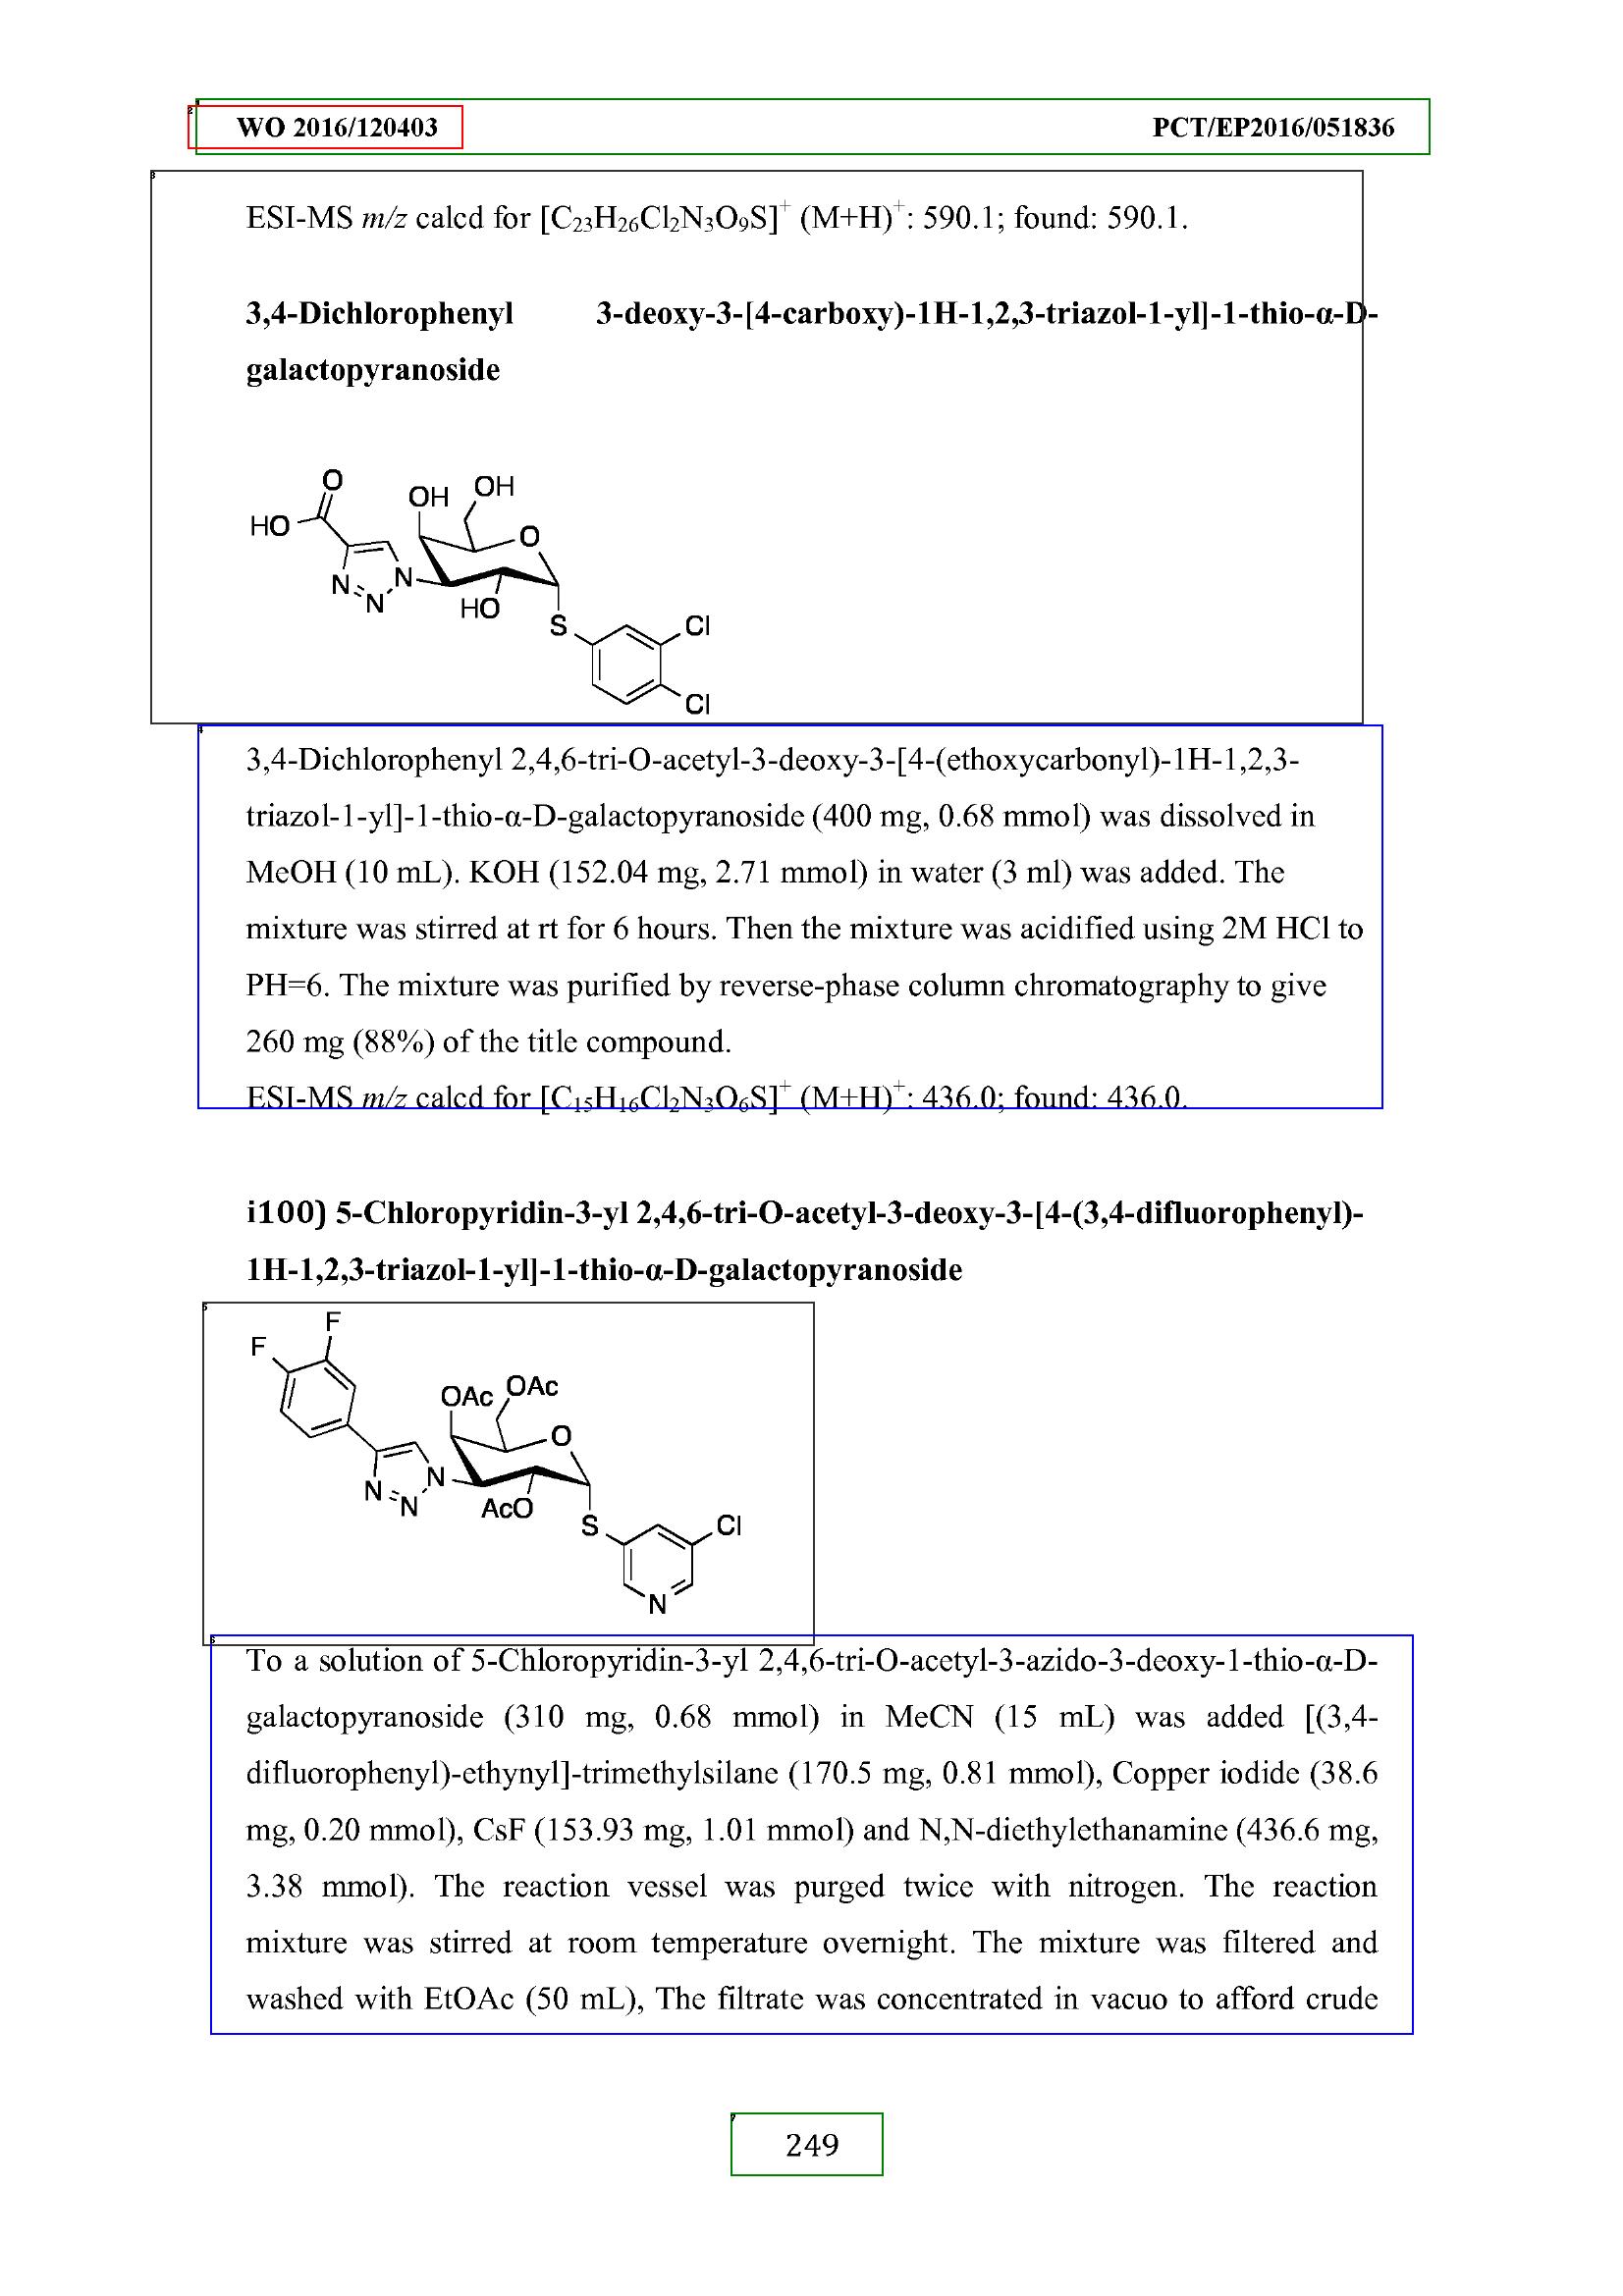 WO 2016/120403 PCT/EP2016/051836
ESI-MS m/z calcd for [C23H26Cl2N3O9S]+ (M+H)+: 590.1; found: 590.1.
3,4-Dichlorophenyl 3-deoxy-3-[4-carboxy)-1H-1,2,3-triazol-1-yl]-1-thio-α-D-
galactopyranoside
O
OH OH
HO
O
N N
N
HO
S
Cl
Cl
3,4-Dichlorophenyl 2,4,6-tri-O-acetyl-3-deoxy-3-[4-(ethoxycarbonyl)-1H-1,2,3-
triazol-1-yl]-1-thio-α-D-galactopyranoside (400 mg, 0.68 mmol) was dissolved in
MeOH (10 mL). KOH (152.04 mg, 2.71 mmol) in water (3 ml) was added. The
mixture was stirred at rt for 6 hours. Then the mixture was acidified using 2M HCl to
PH=6. The mixture was purified by reverse-phase column chromatography to give
260 mg (88%) of the title compound.
ESI-MS m/z calcd for [C15H16Cl2N3O6S]+ (M+H)+: 436.0; found: 436.0.
i100) 5-Chloropyridin-3-yl 2,4,6-tri-O-acetyl-3-deoxy-3-[4-(3,4-difluorophenyl)-
1H-1,2,3-triazol-1-yl]-1-thio-α-D-galactopyranoside
F
F
OAc OAc
O
N N
N
AcO
S
Cl
N
To a solution of 5-Chloropyridin-3-yl 2,4,6-tri-O-acetyl-3-azido-3-deoxy-1-thio-α-D-
galactopyranoside (310 mg, 0.68 mmol) in MeCN (15 mL) was added [(3,4-
difluorophenyl)-ethynyl]-trimethylsilane (170.5 mg, 0.81 mmol), Copper iodide (38.6
mg, 0.20 mmol), CsF (153.93 mg, 1.01 mmol) and N,N-diethylethanamine (436.6 mg,
3.38 mmol). The reaction vessel was purged twice with nitrogen. The reaction
mixture was stirred at room temperature overnight. The mixture was filtered and
washed with EtOAc (50 mL), The filtrate was concentrated in vacuo to afford crude
249